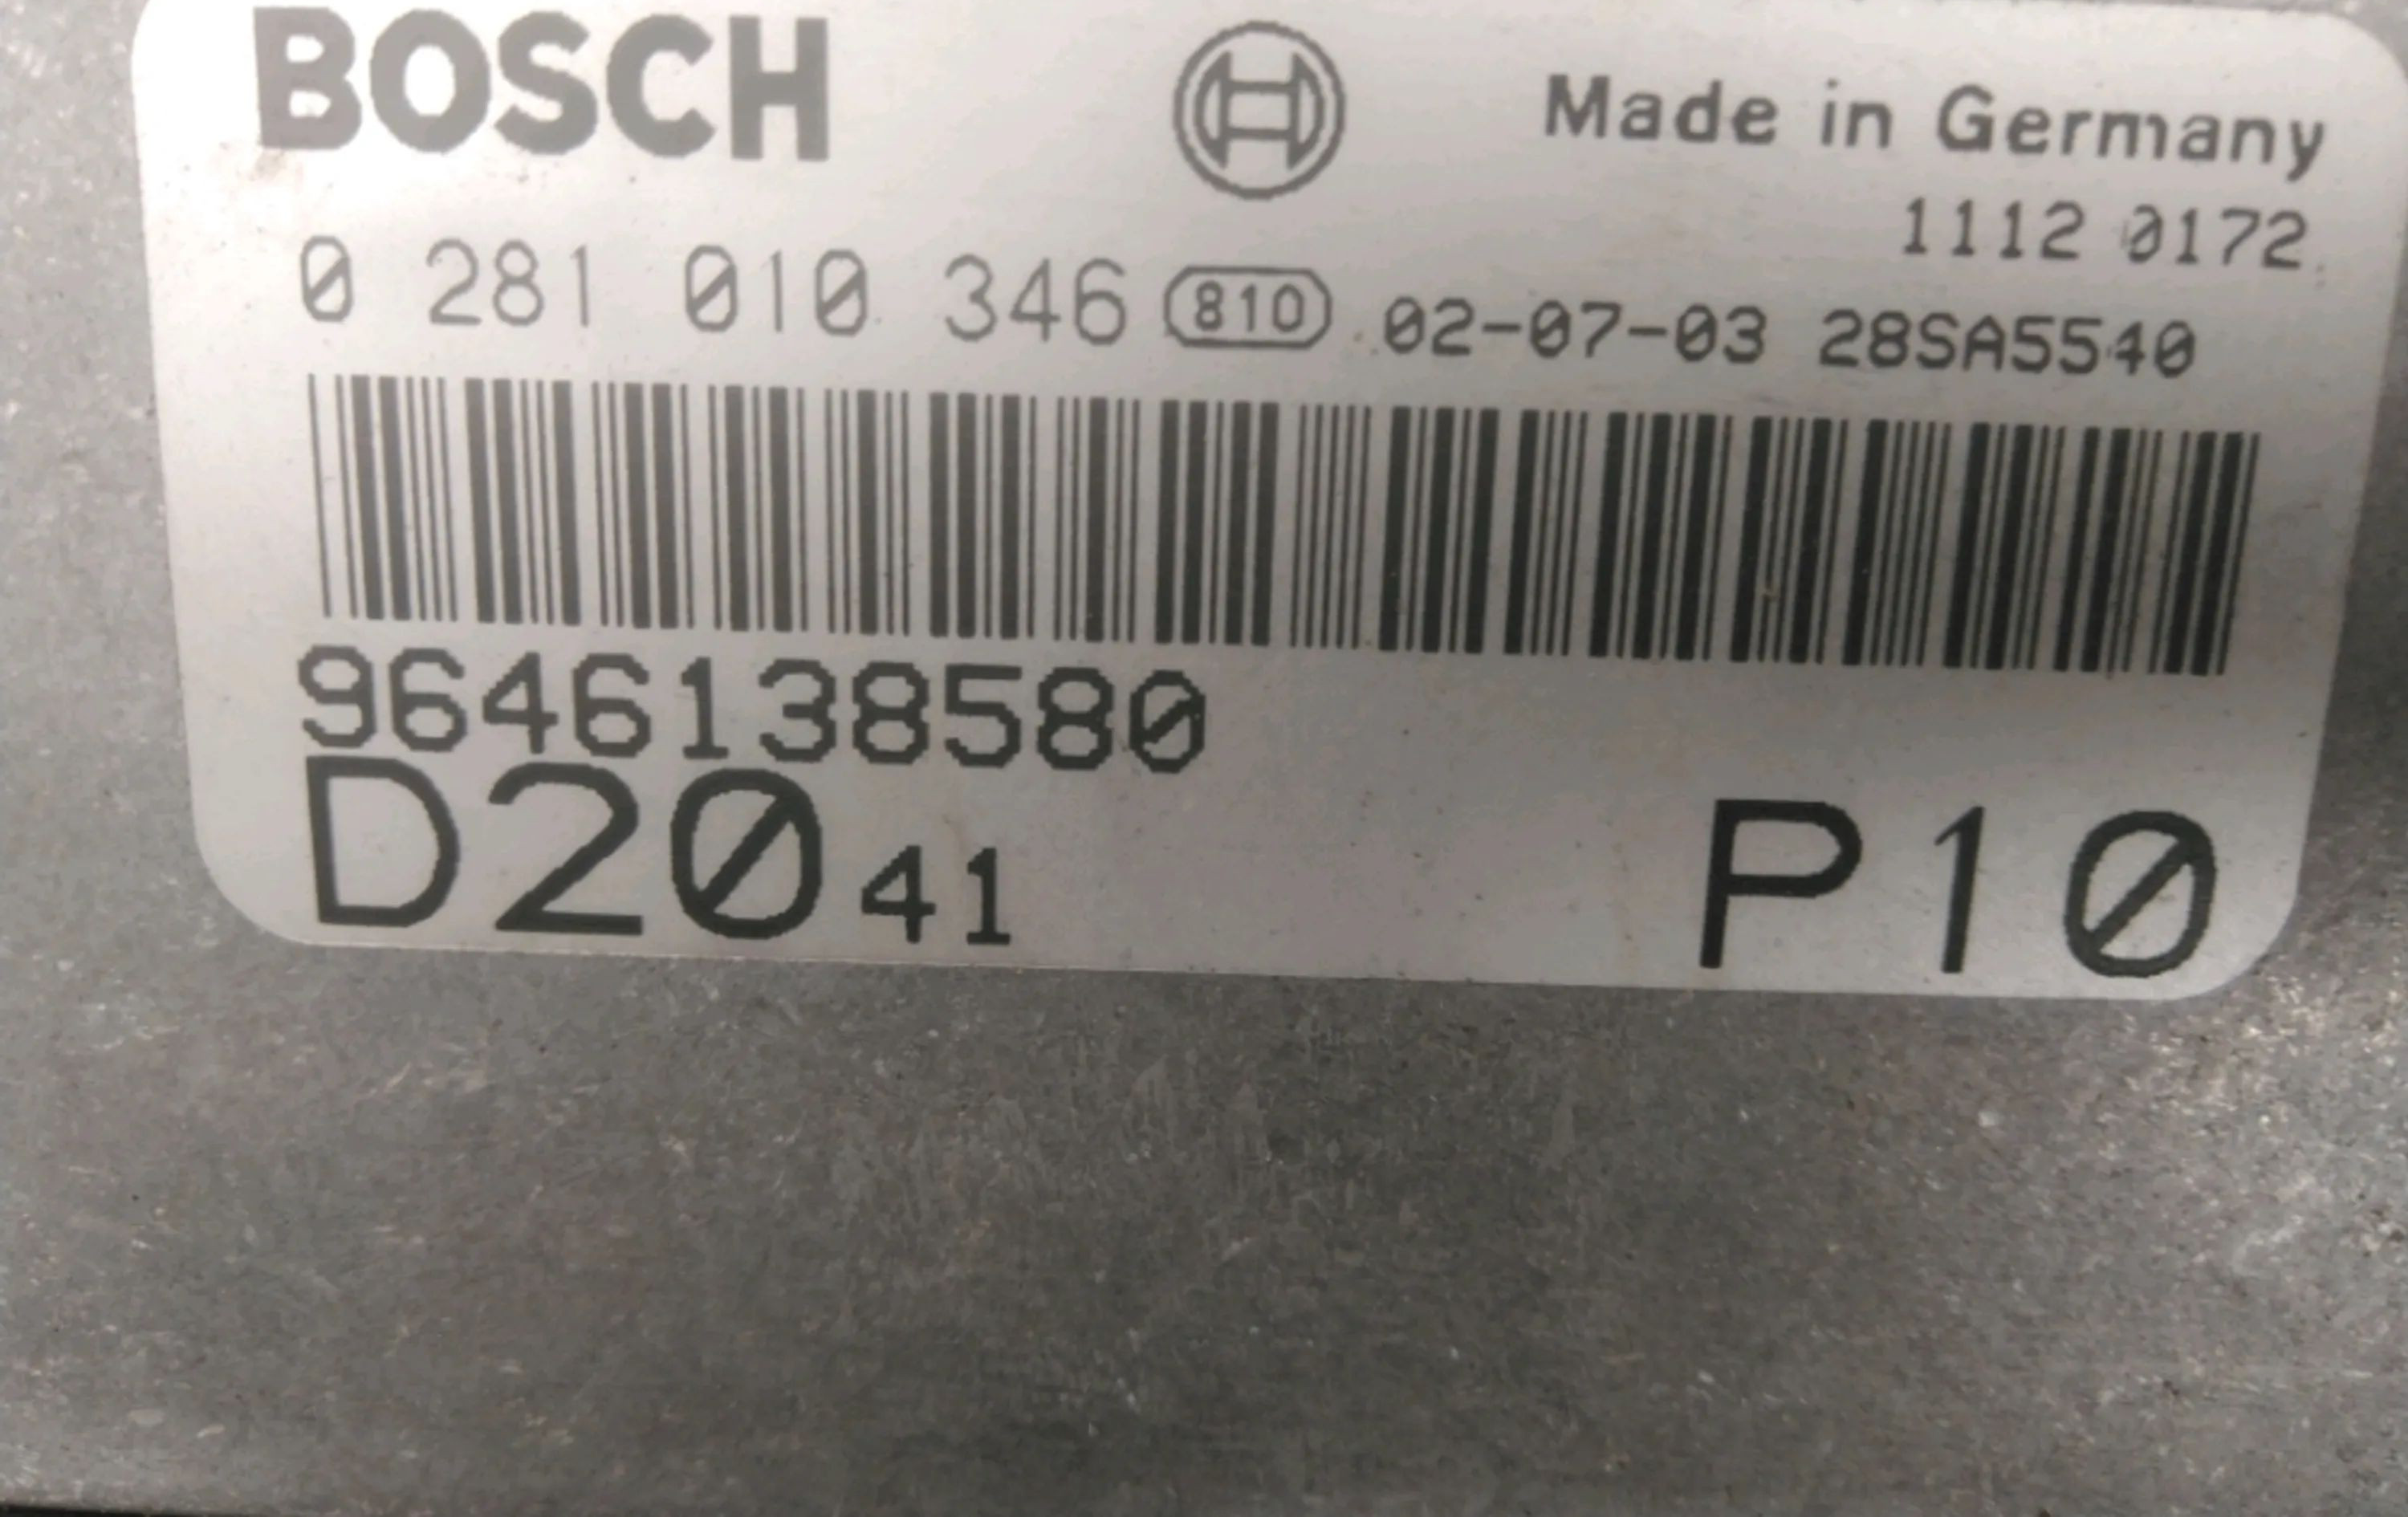 BOSCH Made in Germany
1112 0172
0 281 010 346 810 02-07-03 28SA5540
9646138580
D20 41 P10